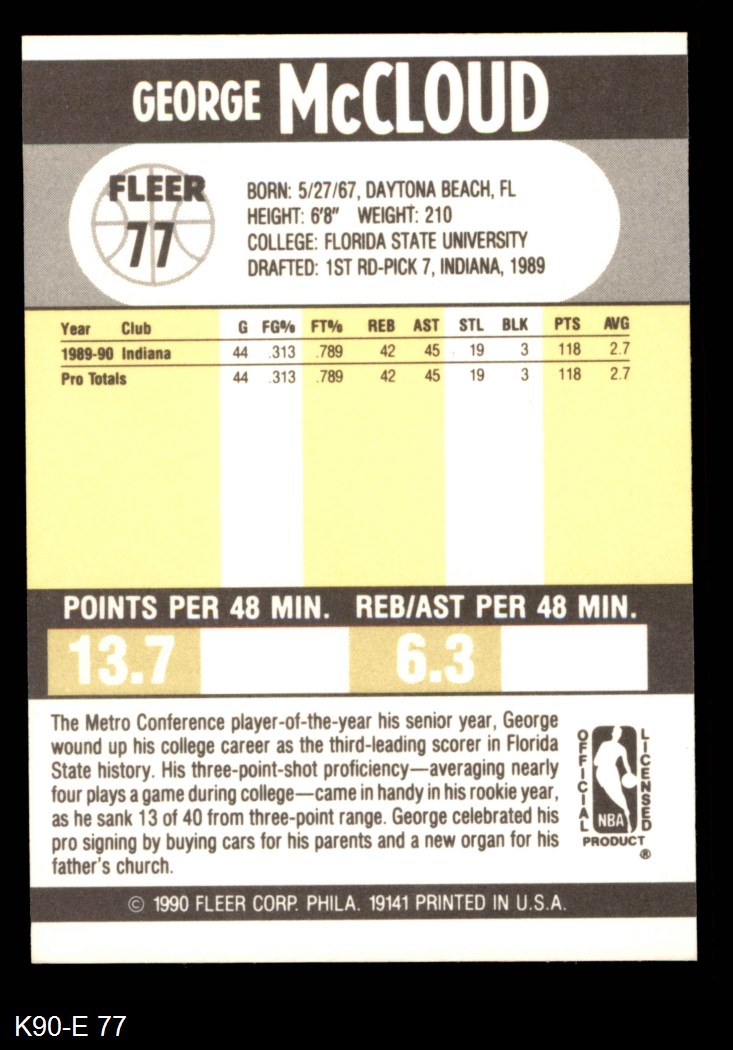 GEORGE McCLOUD
FLEER
77
BORN: 5/27/67, DAYTONA BEACH, FL
HEIGHT: 6'8" WEIGHT: 210
COLLEGE: FLORIDA STATE UNIVERSITY
DRAFTED: 1ST RD-PICK 7, INDIANA, 1989
Year Club G FG% FT% REB AST STL BLK PTS AVG
1989-90 Indiana 44 .313 .789 42 45 19 3 118 2.7
Pro Totals 44 .313 .789 42 45 19 3 118 2.7
POINTS PER 48 MIN. REB/AST PER 48 MIN.
13.7 6.3
The Metro Conference player-of-the-year his senior year, George
wound up his college career as the third-leading scorer in Florida
State history. His three-point-shot proficiency—averaging nearly
four plays a game during college—came in handy in his rookie year,
as he sank 13 of 40 from three-point range. George celebrated his
pro signing by buying cars for his parents and a new organ for his
father's church.
OFFICIAL
LICENSED
NBA
PRODUCT
®
© 1990 FLEER CORP. PHILA. 19141 PRINTED IN U.S.A.
K90-E 77